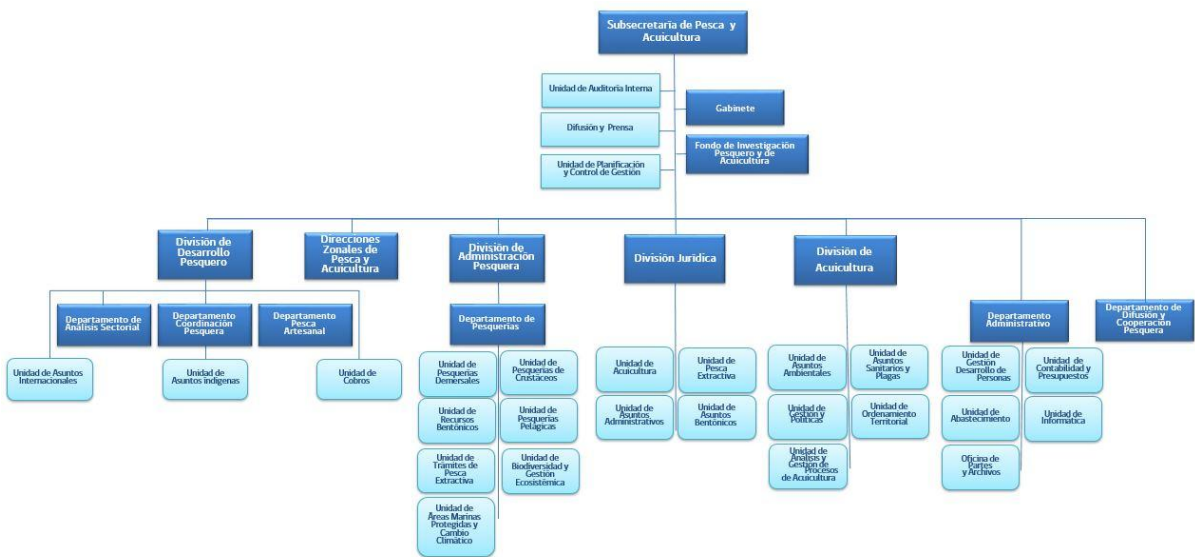 Subsecretaría de Pesca y
Acuicultura
Unidad de Auditoría Interna
Gabinete
Difusión y Prensa
Fondo de Investigación
Pesquero y de
Acuicultura
Unidad de Planificación
y Control de Gestión
División de
Desarrollo
Pesquero
Direcciones
Zonales de
Pesca y
Acuicultura
División de
Administración
Pesquera
División Jurídica
División de
Acuicultura
Departamento de
Análisis Sectorial
Departamento
Coordinación
Pesquera
Departamento
Pesca
Artesanal
Departamento de
Pesquerías
Departamento
Administrativo
Departamento de
Difusión y
Cooperación
Pesquera
Unidad de Asuntos
Internacionales
Unidad de
Asuntos indígenas
Unidad de
Cobros
Unidad de
Pesquerías
Demersales
Unidad de
Pesquerías de
Crustáceos
Unidad de
Recursos
Bentónicos
Unidad de
Pesquerías
Pelágicas
Unidad de
Trámites de
Pesca
Extractiva
Unidad de
Biodiversidad y
Gestión
Ecosistémica
Unidad de
Áreas Marinas
Protegidas y
Cambio
Climático
Unidad de
Acuicultura
Unidad de
Pesca
Extractiva
Unidad de
Asuntos
Administrativos
Unidad de
Asuntos
Bentónicos
Unidad de
Asuntos
Ambientales
Unidad de
Asuntos
Sanitarios y
Plagas
Unidad de
Gestión y
Políticas
Unidad de
Ordenamiento
Territorial
Unidad de
Análisis y
Gestión de
Procesos
de Acuicultura
Unidad de
Gestión
Desarrollo de
Personas
Unidad de
Contabilidad y
Presupuestos
Unidad de
Abastecimiento
Unidad de
Informática
Oficina de
Partes
y Archivos